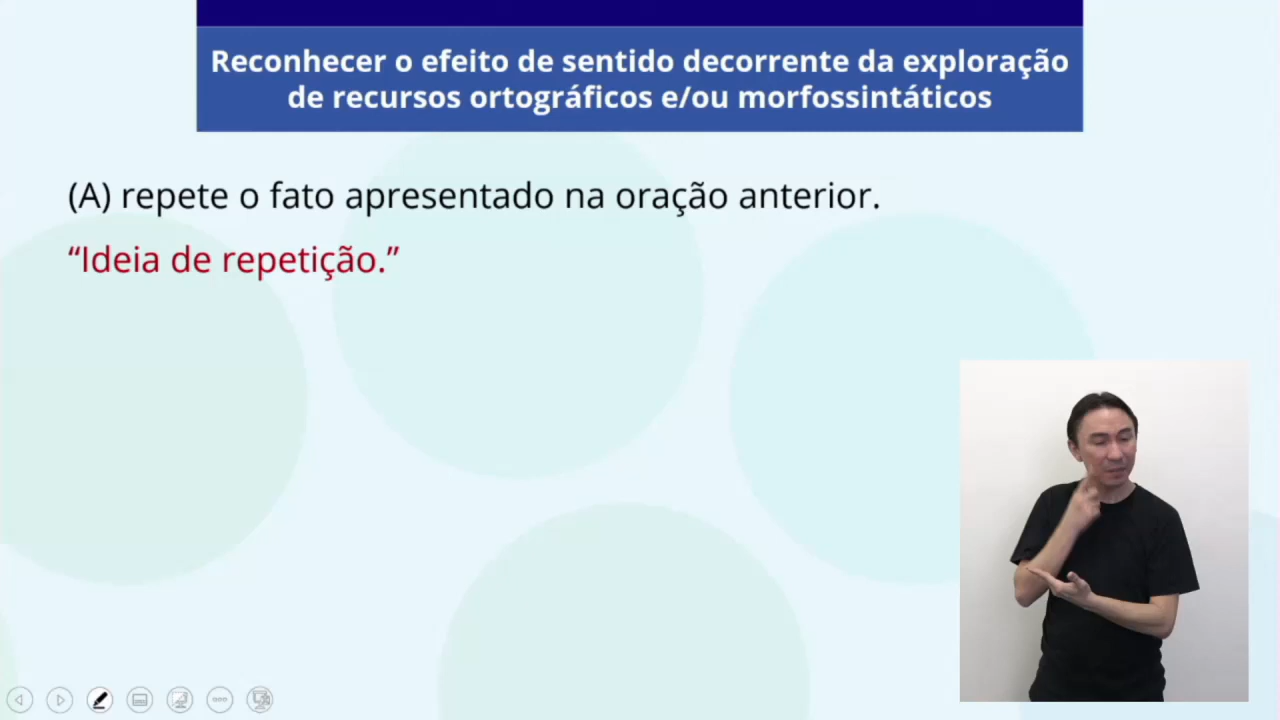 Reconhecer o efeito de sentido decorrente da exploração
de recursos ortográficos e/ou morfossintáticos
(A) repete o fato apresentado na oração anterior.
“Ideia de repetição.”